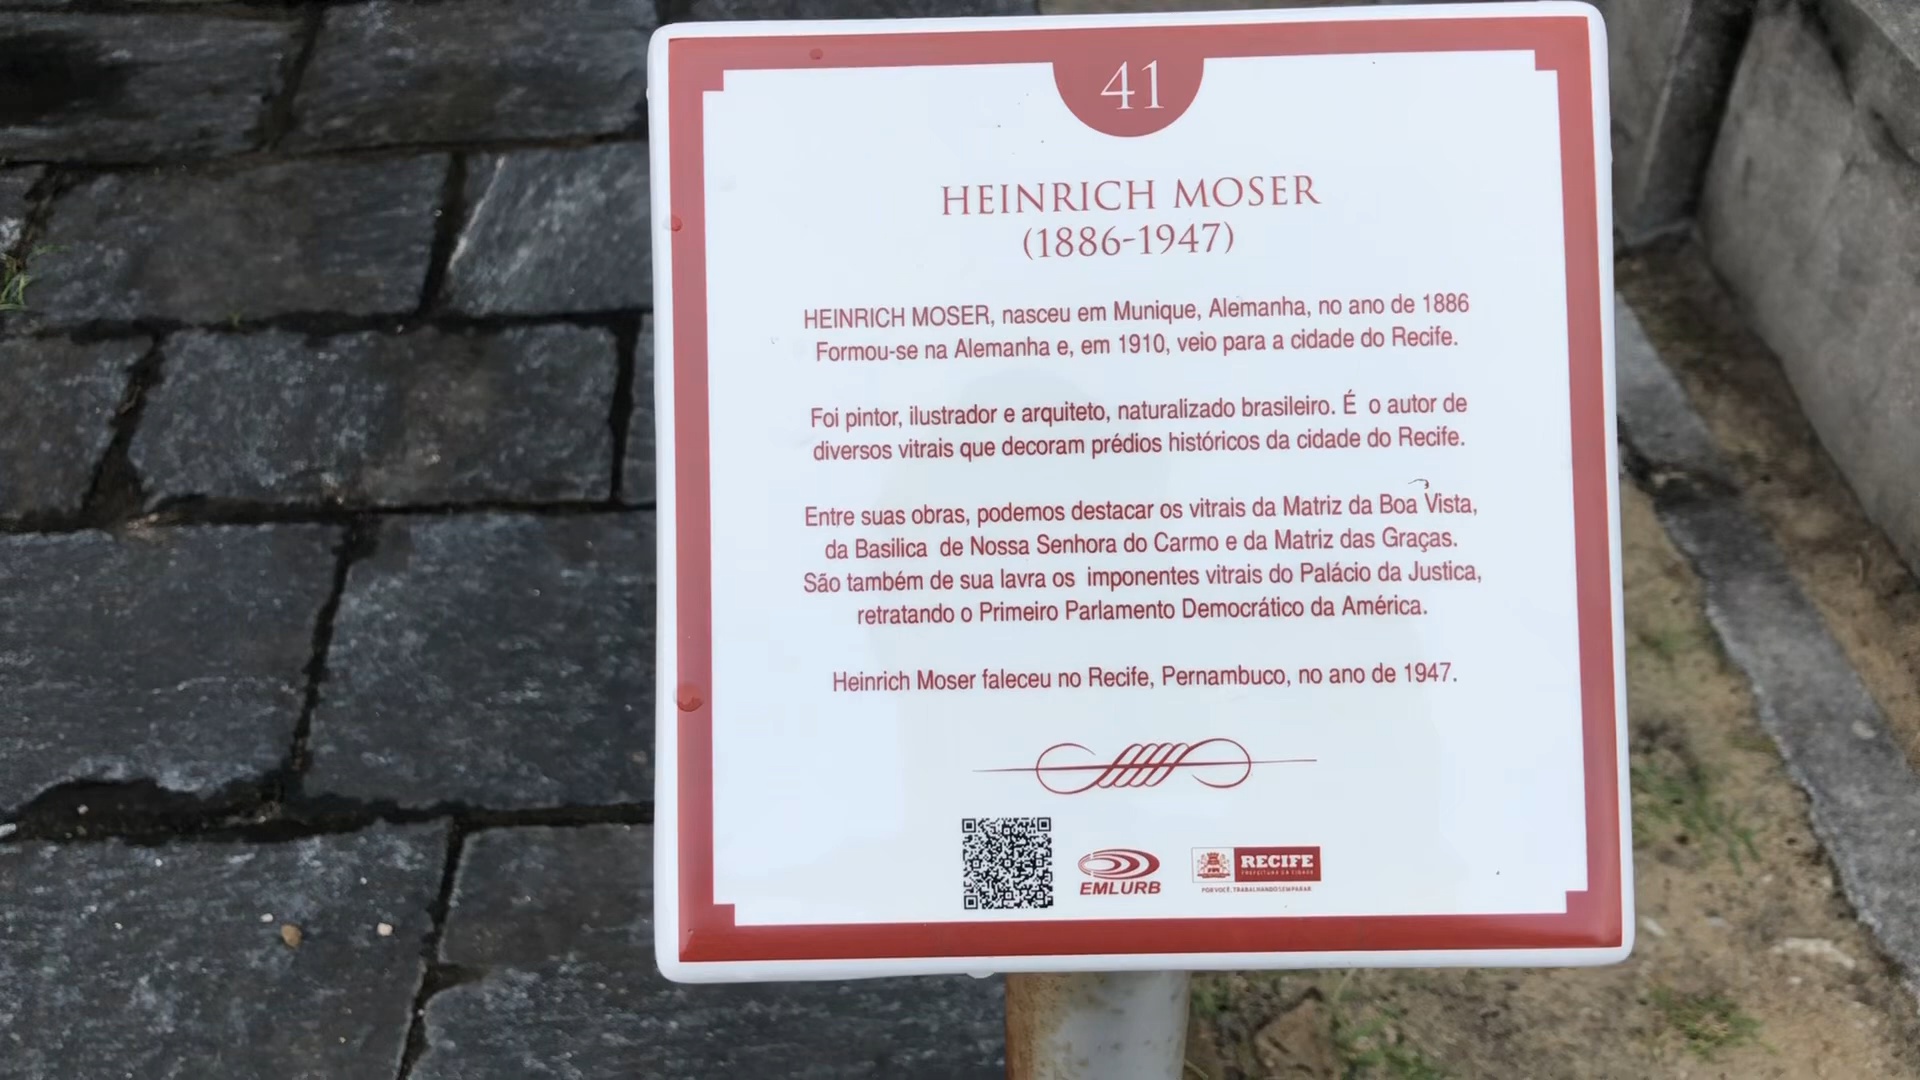 41
HEINRICH MOSER
(1886-1947)
HEINRICH MOSER, nasceu em Munique, Alemanha, no ano de 1886
Formou-se na Alemanha e, em 1910, veio para a cidade do Recife.
Foi pintor, ilustrador e arquiteto, naturalizado brasileiro. É o autor de
diversos vitrais que decoram prédios históricos da cidade do Recife.
Entre suas obras, podemos destacar os vitrais da Matriz da Boa Vista,
da Basilica de Nossa Senhora do Carmo e da Matriz das Graças.
São também de sua lavra os imponentes vitrais do Palácio da Justica,
retratando o Primeiro Parlamento Democrático da América.
Heinrich Moser faleceu no Recife, Pernambuco, no ano de 1947.
EMLURB
RECIFE
PREFEITURA DA CIDADE
POR VOCÊ, TRABALHANDO SEM PARAR